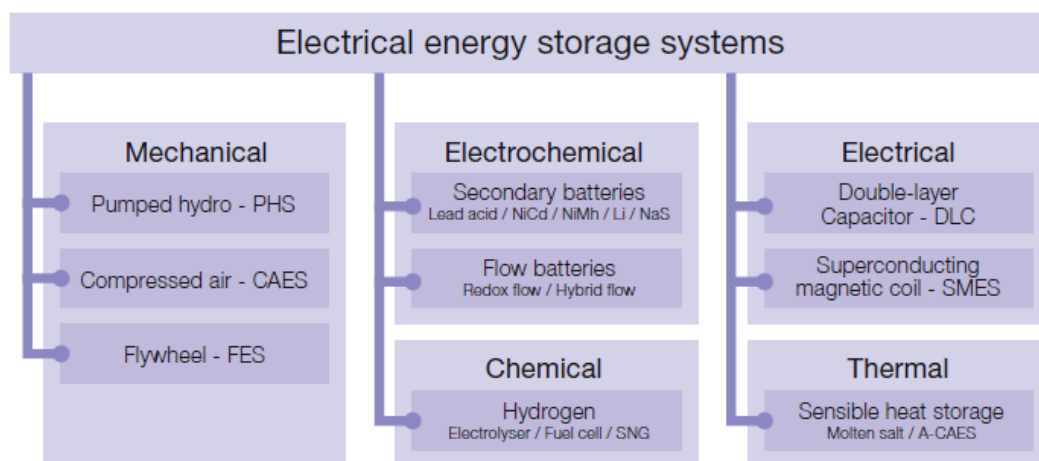 Electrical energy storage systems
Mechanical
Pumped hydro - PHS
Compressed air - CAES
Flywheel - FES
Electrochemical
Secondary batteries
Lead acid / NiCd / NiMh / Li / NaS
Flow batteries
Redox flow / Hybrid flow
Chemical
Hydrogen
Electrolyser / Fuel cell / SNG
Electrical
Double-layer
Capacitor - DLC
Superconducting
magnetic coil - SMES
Thermal
Sensible heat storage
Molten salt / A-CAES